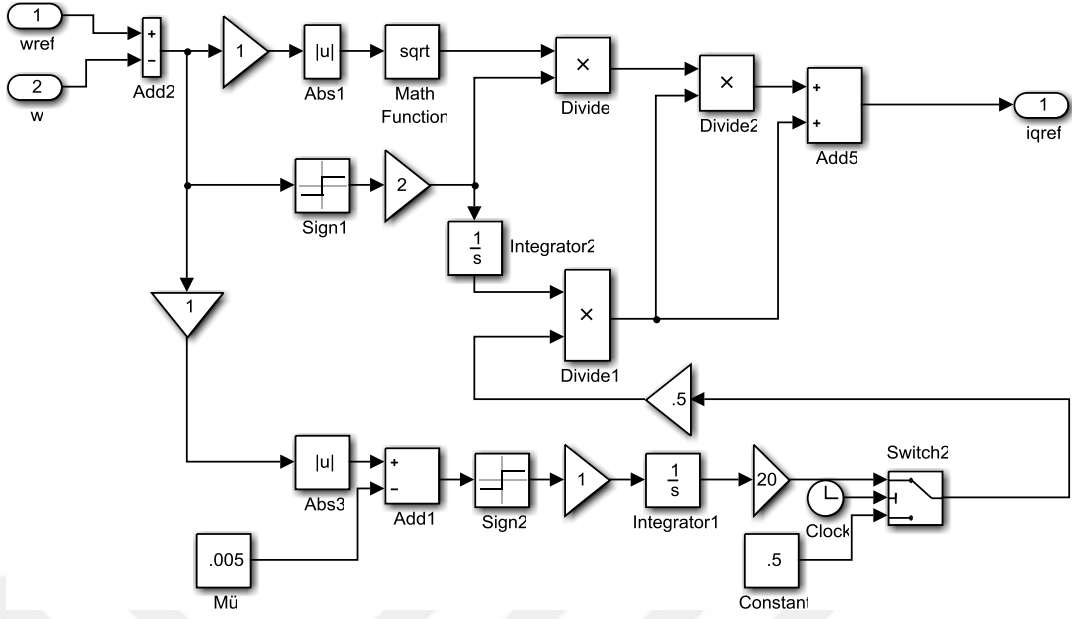 1
wref
2
w
+
−
Add2
1
|u|
Abs1
sqrt
Math
Function
×
Divide
×
Divide2
+
+
Add5
1
iqref
Sign1
2
1
s
Integrator2
1
×
Divide1
.5
|u|
Abs3
+
−
Add1
Sign2
1
1
s
Integrator1
20
Clock
Switch2
.005
Mü
.5
Constant